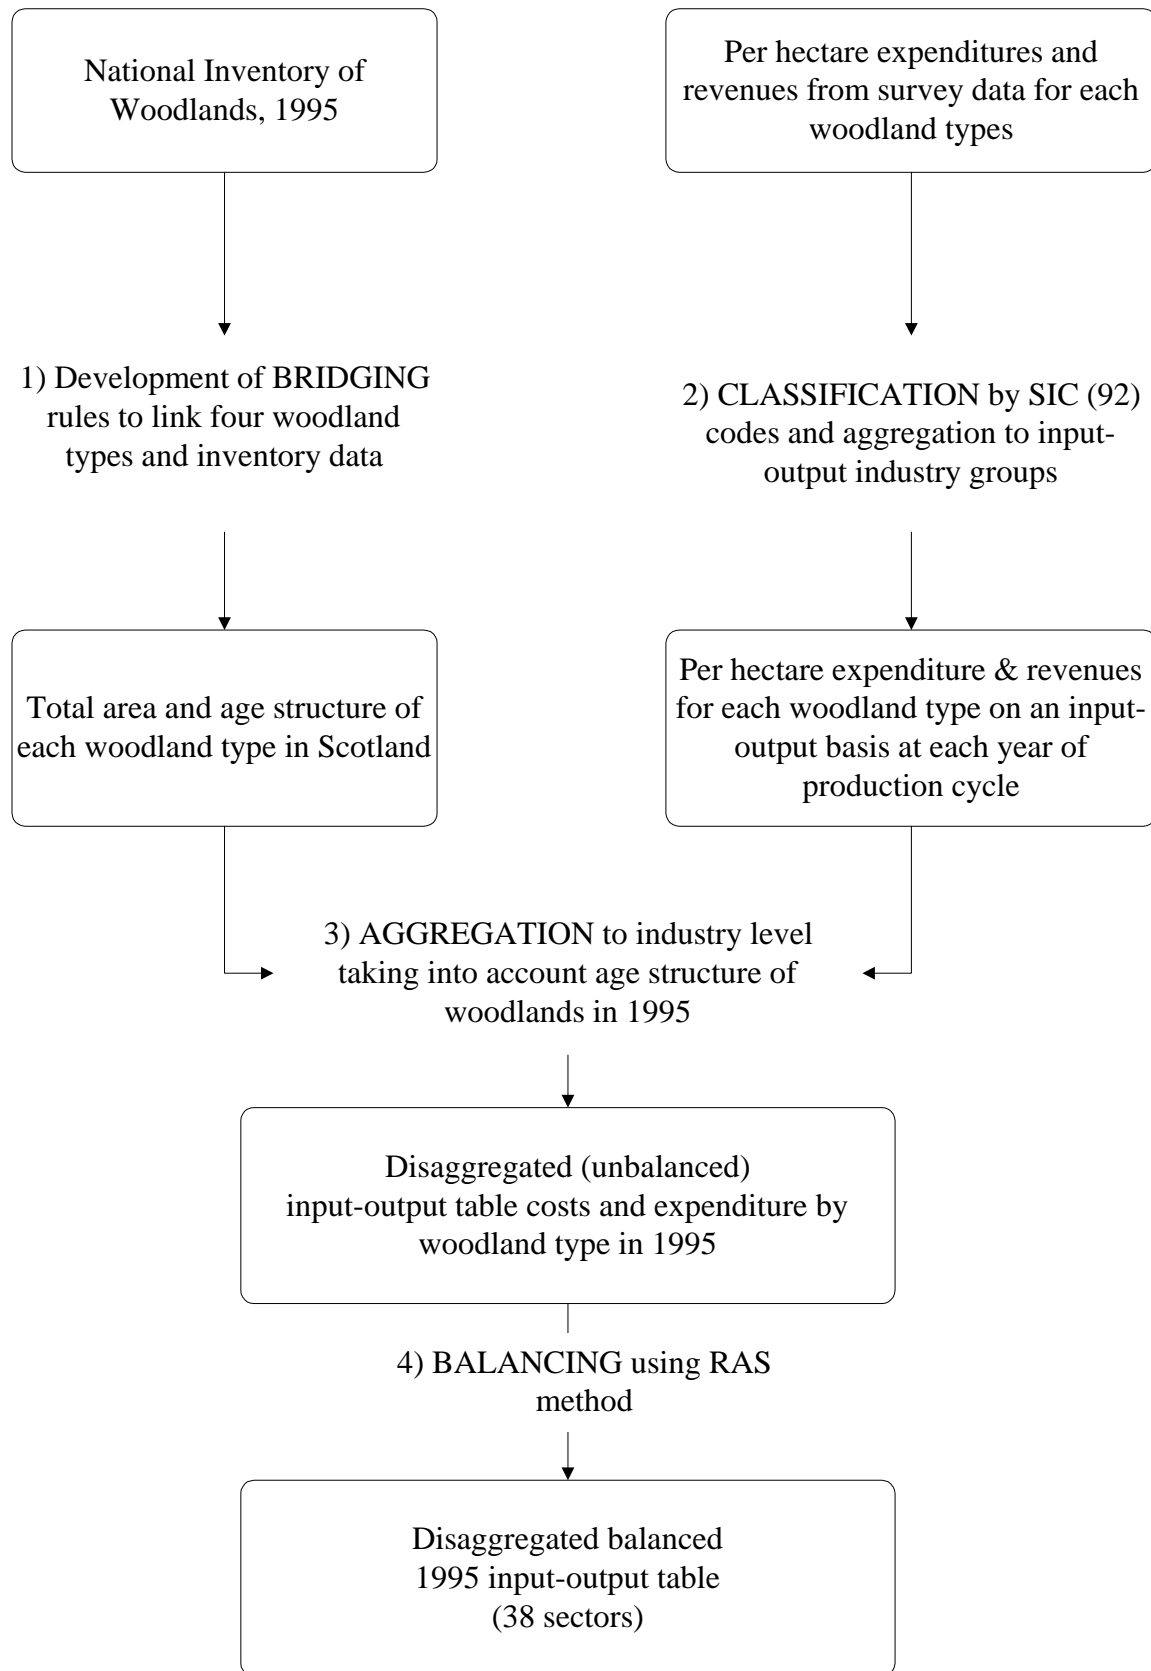 National Inventory of
Woodlands, 1995
Per hectare expenditures and
revenues from survey data for each
woodland types
1) Development of BRIDGING
rules to link four woodland
types and inventory data
2) CLASSIFICATION by SIC (92)
codes and aggregation to input-
output industry groups
Total area and age structure of
each woodland type in Scotland
Per hectare expenditure & revenues
for each woodland type on an input-
output basis at each year of
production cycle
3) AGGREGATION to industry level
taking into account age structure of
woodlands in 1995
Disaggregated (unbalanced)
input-output table costs and expenditure by
woodland type in 1995
4) BALANCING using RAS
method
Disaggregated balanced
1995 input-output table
(38 sectors)